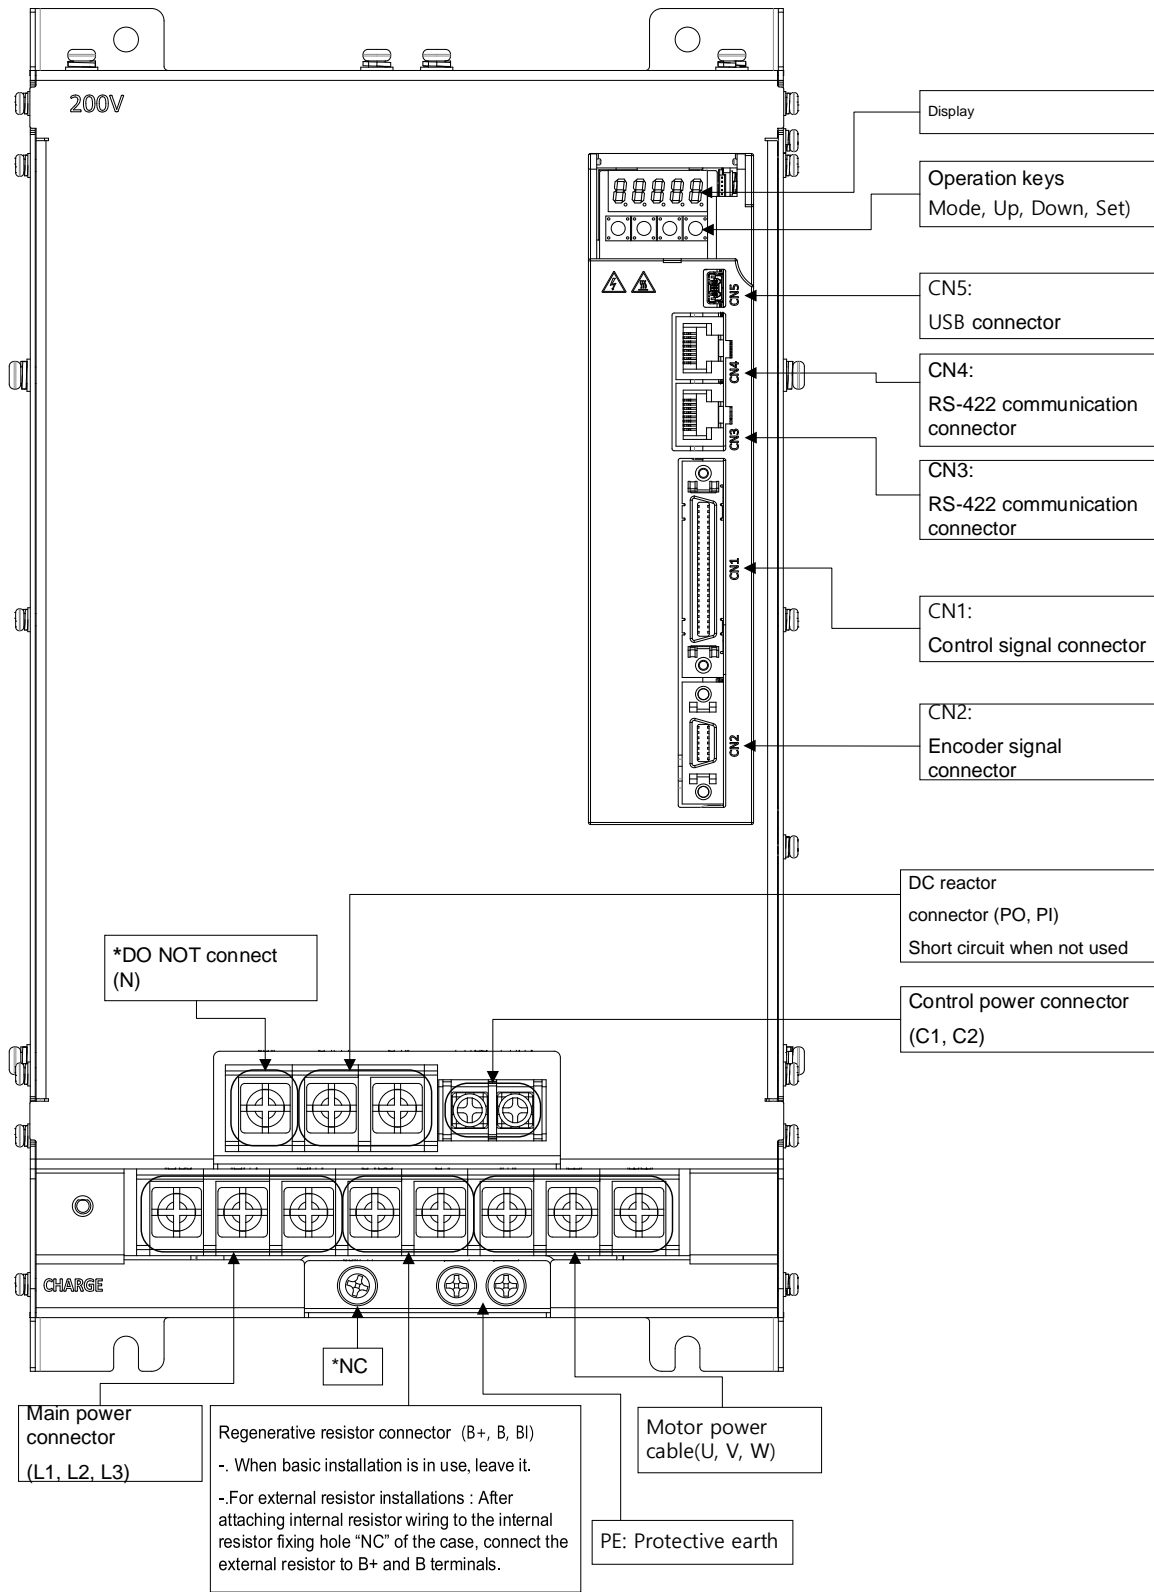 200V
Display
Operation keys
Mode, Up, Down, Set)
CN5:
USB connector
CN4:
RS-422 communication
connector
CN3:
RS-422 communication
connector
CN1:
Control signal connector
CN2:
Encoder signal
connector
CN5
CN4
CN3
CN1
CN2
DC reactor
connector (PO, PI)
Short circuit when not used
*DO NOT connect
(N)
Control power connector
(C1, C2)
CHARGE
*NC
Main power
connector
(L1, L2, L3)
Regenerative resistor connector (B+, B, BI)
-. When basic installation is in use, leave it.
-.For external resistor installations : After
attaching internal resistor wiring to the internal
resistor fixing hole “NC” of the case, connect the
external resistor to B+ and B terminals.
Motor power
cable(U, V, W)
PE: Protective earth